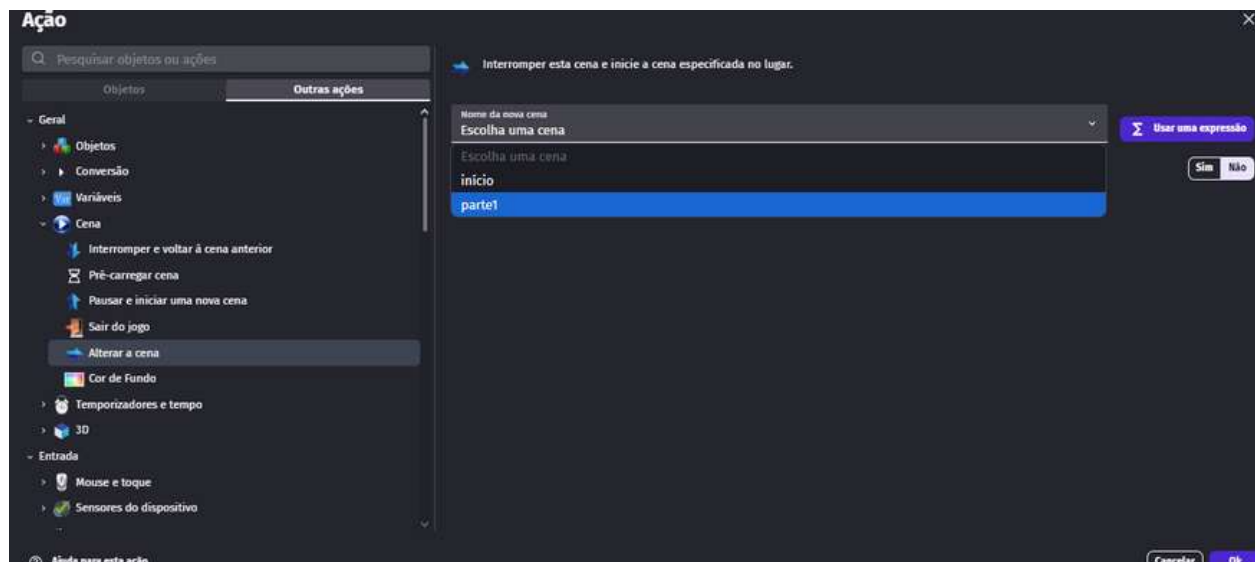 Ação
Pesquisar objetos ou ações
Objetos
Outras ações
Geral
Objetos
Conversão
Var Variáveis
Cena
Interromper e voltar à cena anterior
Pré-carregar cena
Pausar e iniciar uma nova cena
Sair do jogo
Alterar a cena
Cor de Fundo
Temporizadores e tempo
3D
Entrada
Mouse e toque
Sensores do dispositivo
Ajuda para esta ação
Interromper esta cena e inicie a cena especificada no lugar.
Nome da nova cena
Escolha uma cena
Escolha uma cena
início
parte1
Σ Usar uma expressão
Sim Não
Cancelar Ok